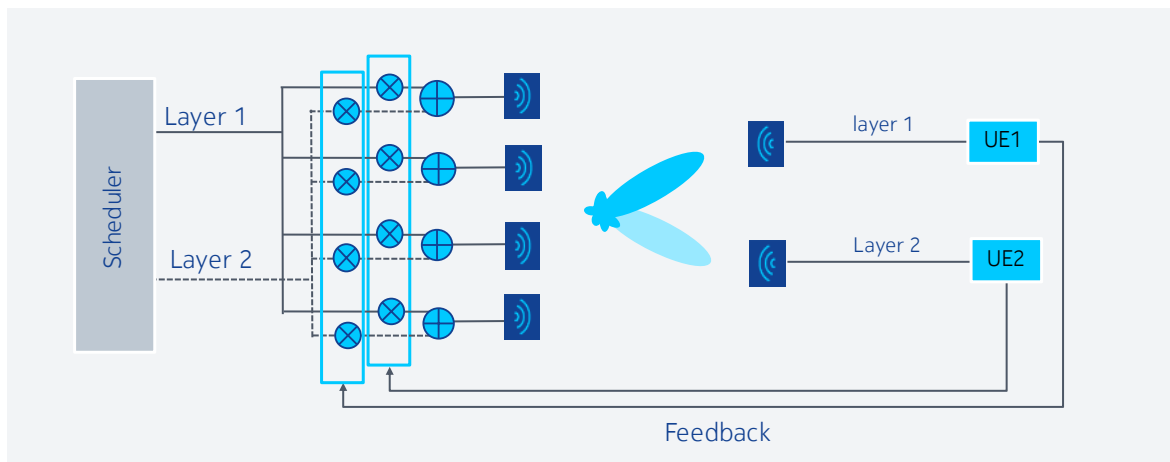 Scheduler
Layer 1
Layer 2
layer 1
UE1
Layer 2
UE2
Feedback